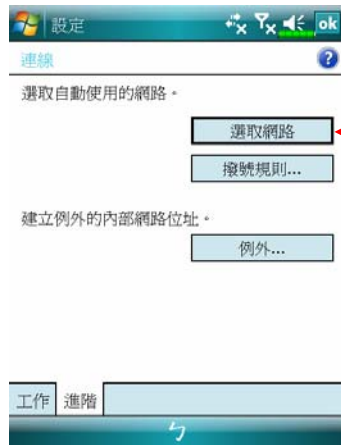 設定
ok
連線
?
選取自動使用的網路。
選取網路
撥號規則...
建立例外的內部網路位址。
例外...
工作 進階
ㄅ